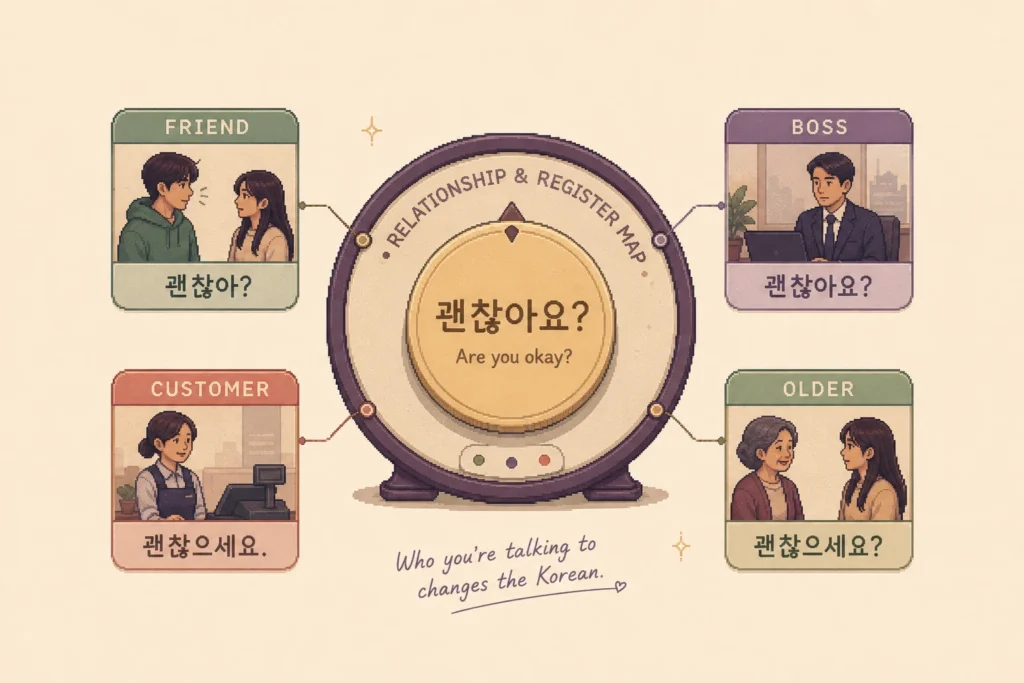 FRIEND
괜찮아?
CUSTOMER
괜찮으세요.
• RELATIONSHIP & REGISTER MAP •
괜찮아요?
Are you okay?
Who you're talking to
changes the Korean.
BOSS
괜찮아요?
OLDER
괜찮으세요?